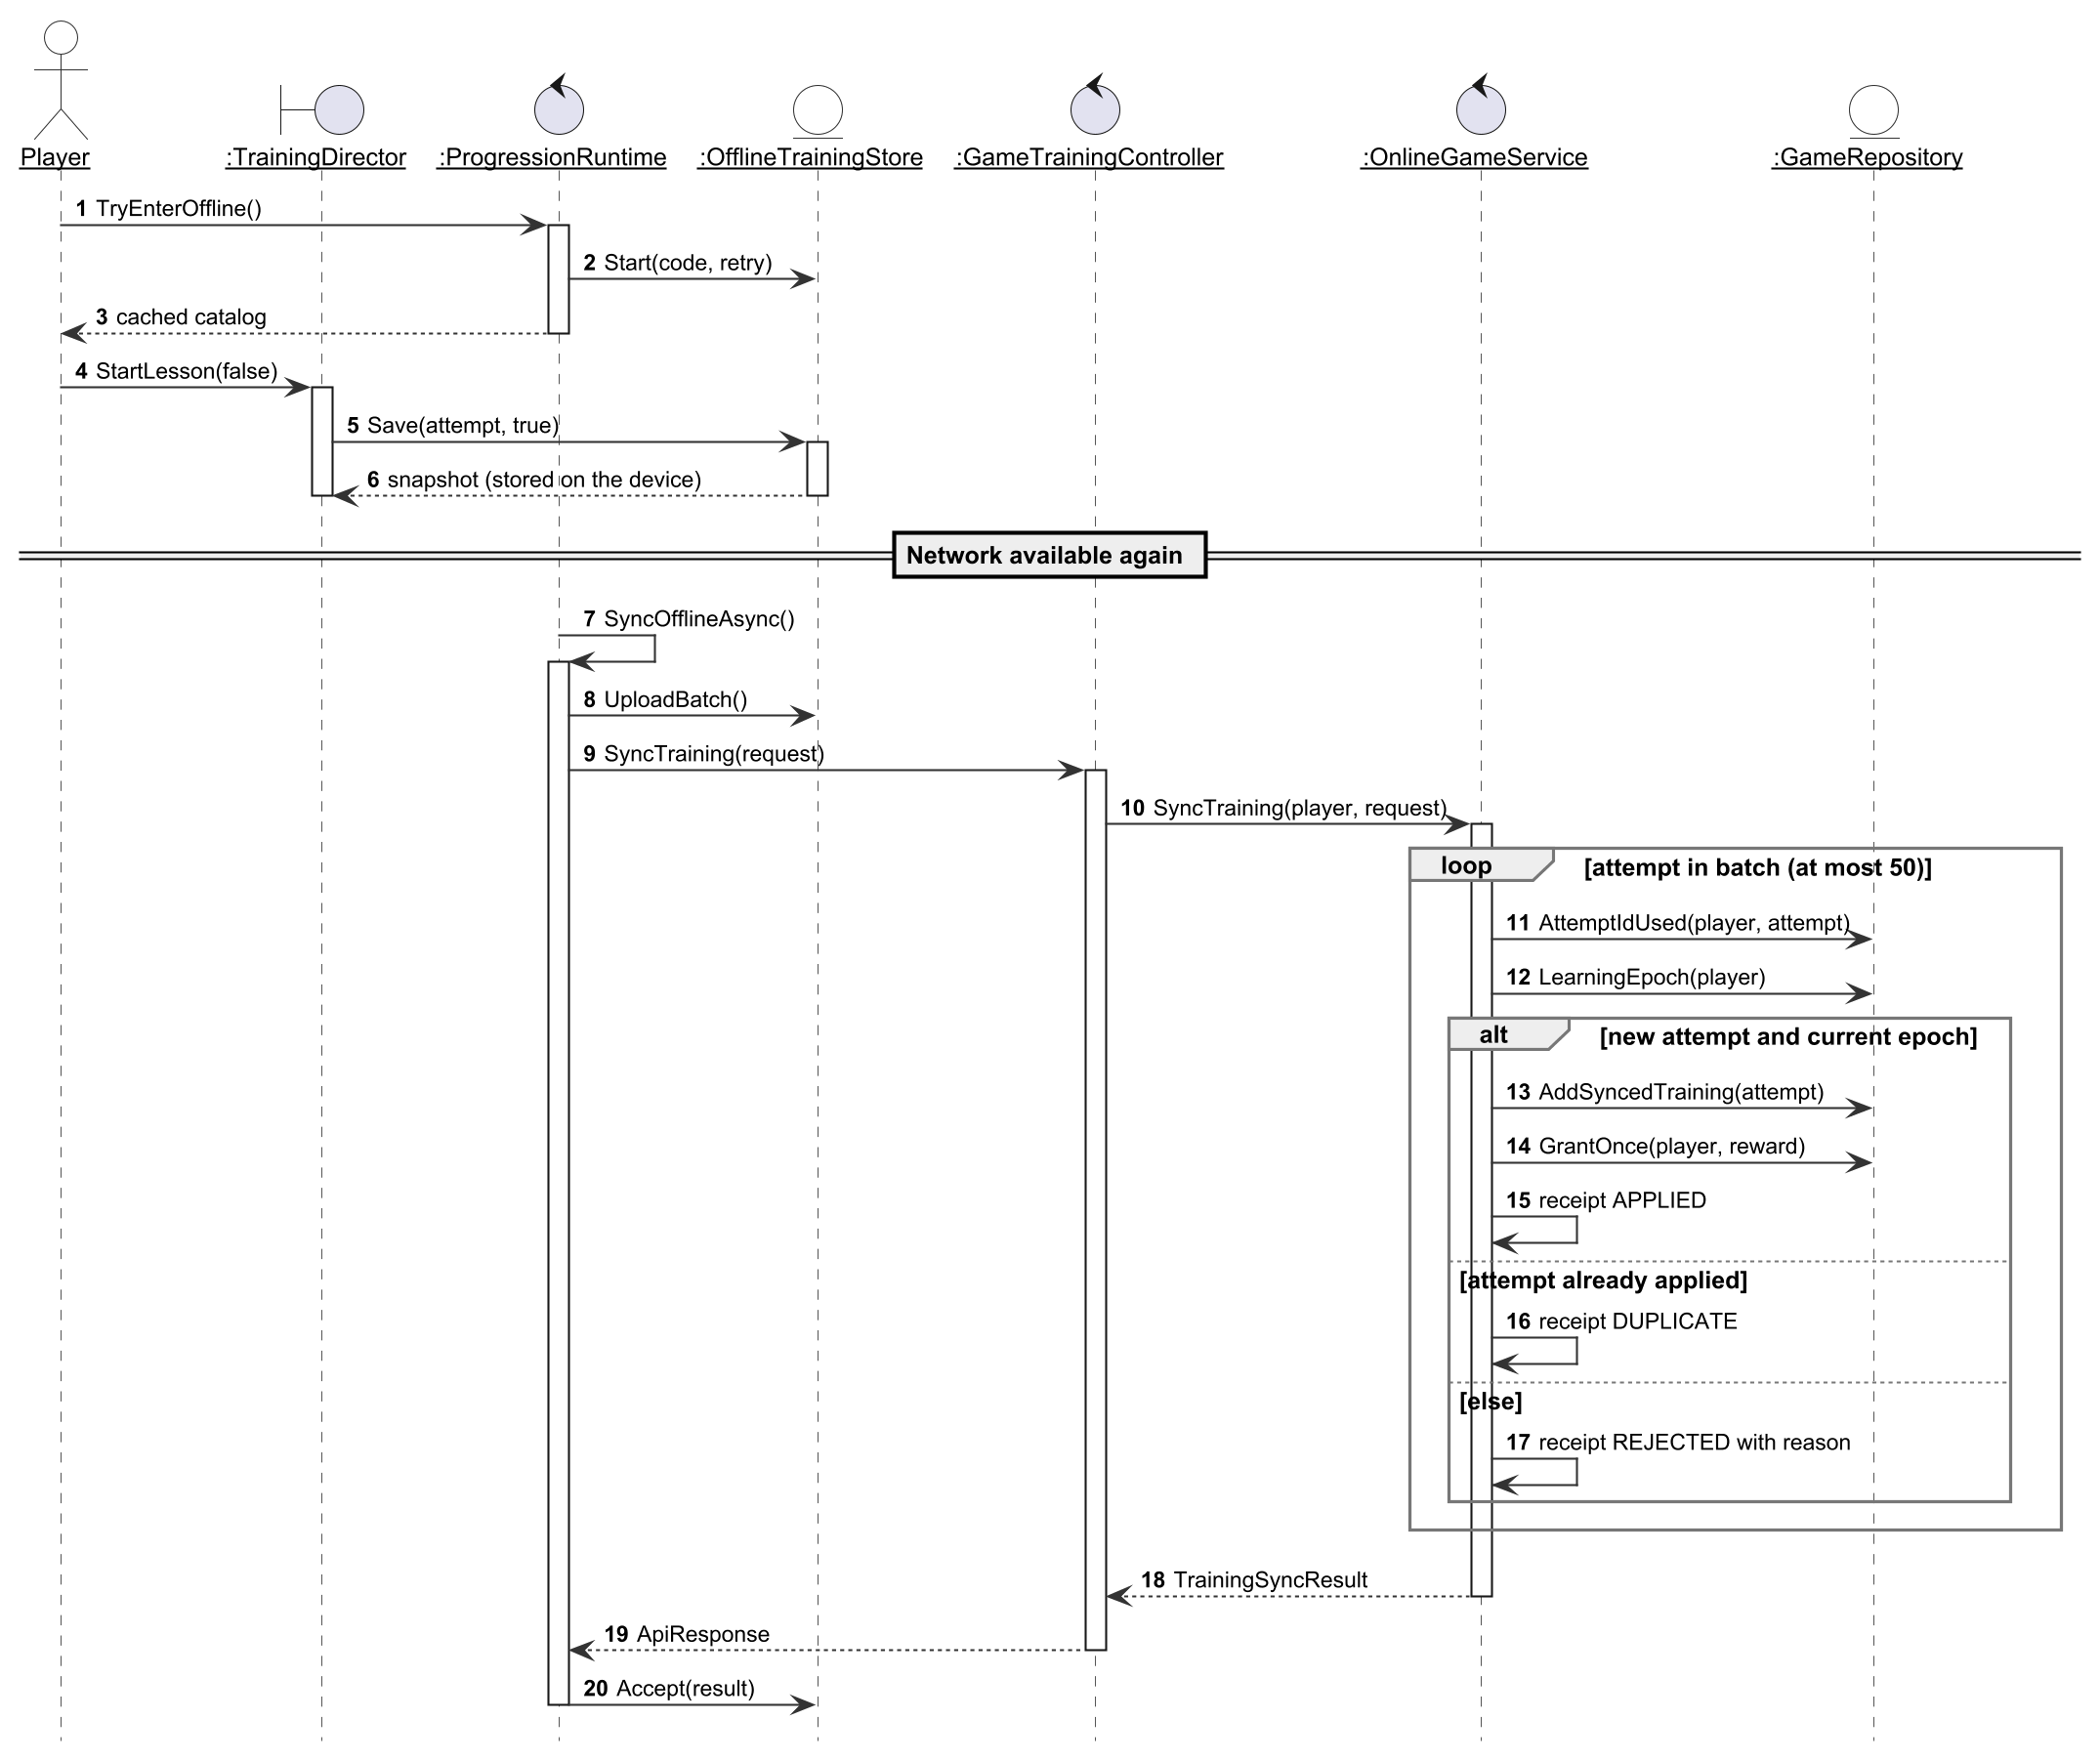 Player
:TrainingDirector
:ProgressionRuntime
:OfflineTrainingStore
:GameTrainingController
:OnlineGameService
:GameRepository
1 TryEnterOffline()
2 Start(code, retry)
3 cached catalog
4 StartLesson(false)
5 Save(attempt, true)
6 snapshot (stored on the device)
Network available again
7 SyncOfflineAsync()
8 UploadBatch()
9 SyncTraining(request)
10 SyncTraining(player, request)
loop [attempt in batch (at most 50)]
11 AttemptIdUsed(player, attempt)
12 LearningEpoch(player)
alt [new attempt and current epoch]
13 AddSyncedTraining(attempt)
14 GrantOnce(player, reward)
15 receipt APPLIED
[attempt already applied]
16 receipt DUPLICATE
[else]
17 receipt REJECTED with reason
18 TrainingSyncResult
19 ApiResponse
20 Accept(result)